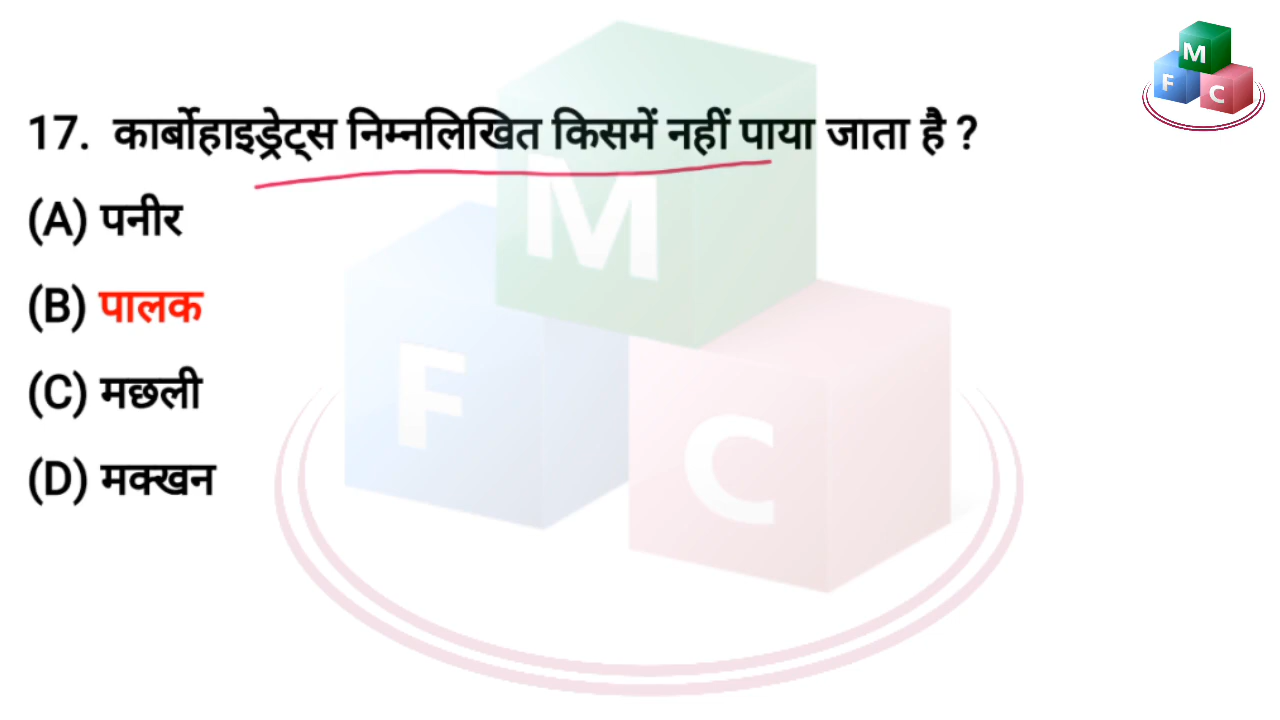 17. कार्बोहाइड्रेट्स निम्नलिखित किसमें नहीं पाया जाता है ?
(A) पनीर
(B) पालक
(C) मछली
(D) मक्खन
M
F
C
M
F
C